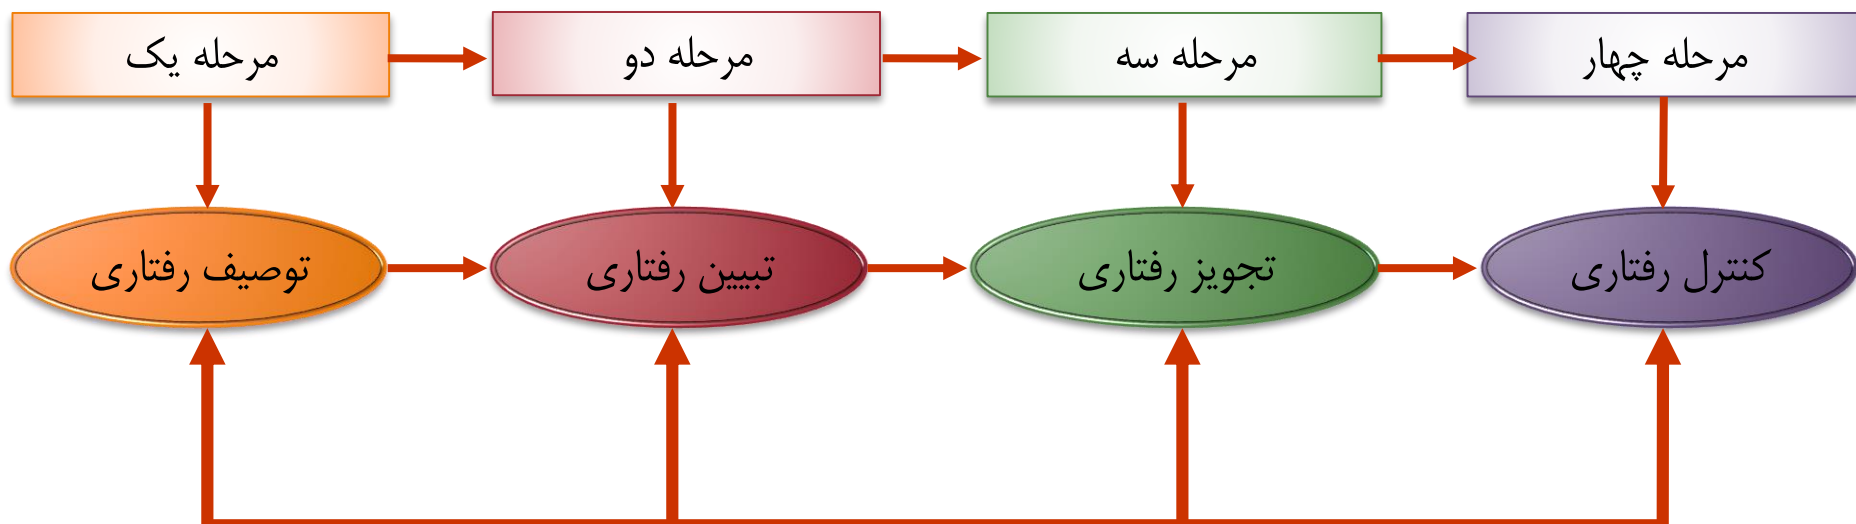 مرحله یک
مرحله دو
مرحله سه
مرحله چهار
توصیف رفتاری
تبیین رفتاری
تجویز رفتاری
کنترل رفتاری